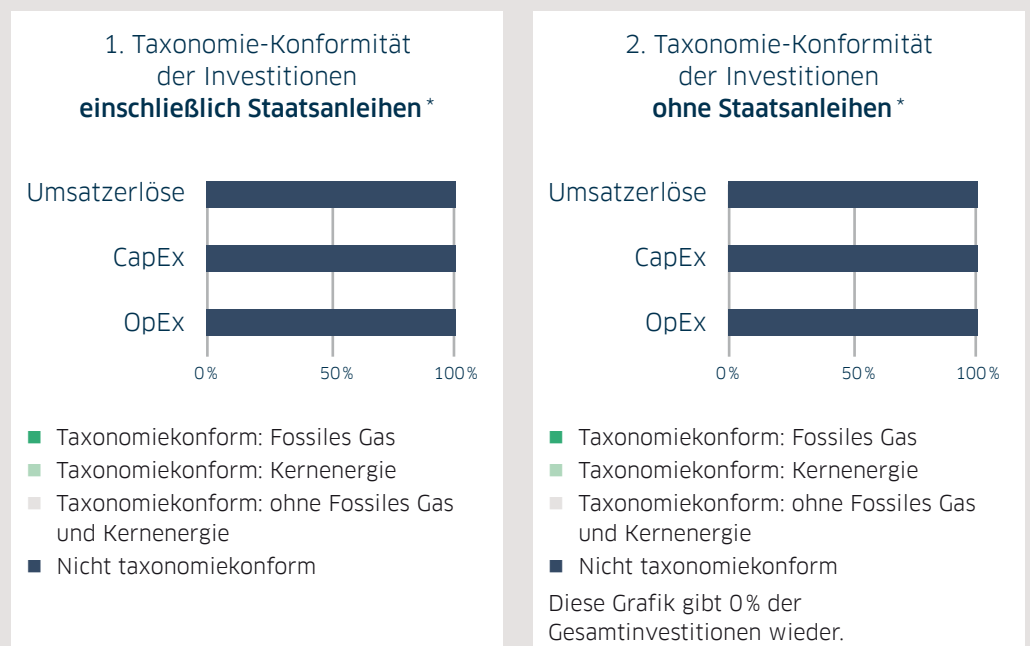 1. Taxonomie-Konformität
der Investitionen
einschließlich Staatsanleihen *
Umsatzerlöse
CapEx
OpEx
0 %
50 %
100 %
Taxonomiekonform: Fossiles Gas
Taxonomiekonform: Kernenergie
Taxonomiekonform: ohne Fossiles Gas
und Kernenergie
Nicht taxonomiekonform
2. Taxonomie-Konformität
der Investitionen
ohne Staatsanleihen *
Umsatzerlöse
CapEx
OpEx
0 %
50 %
100 %
Taxonomiekonform: Fossiles Gas
Taxonomiekonform: Kernenergie
Taxonomiekonform: ohne Fossiles Gas
und Kernenergie
Nicht taxonomiekonform
Diese Grafik gibt 0 % der
Gesamtinvestitionen wieder.